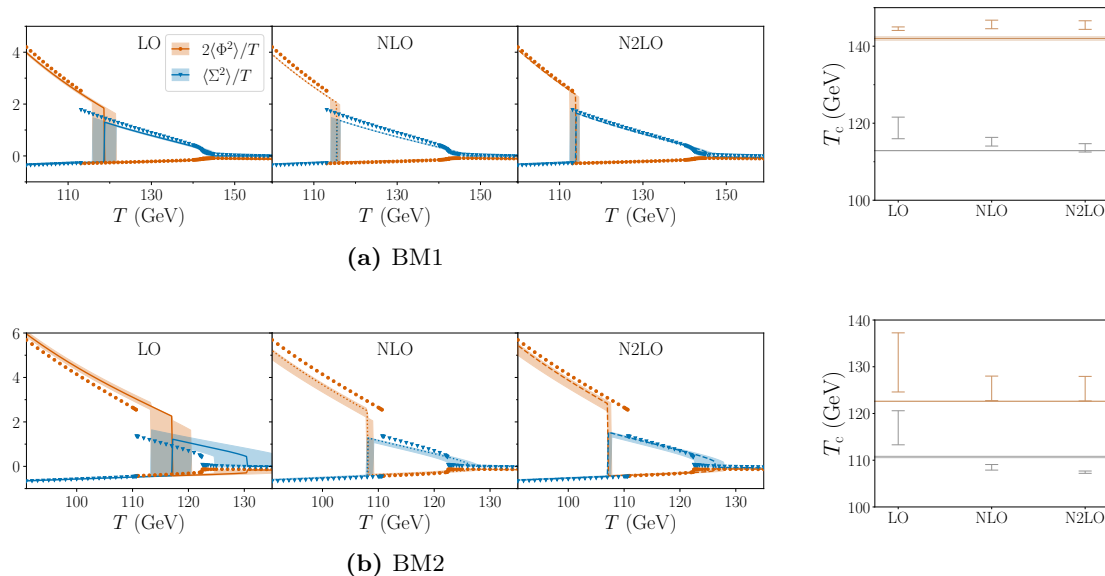 LO
NLO
N2LO
2⟨Φ²⟩/T
⟨Σ²⟩/T
4
2
0
110
130
150
110
130
150
110
130
150
T (GeV)
T (GeV)
T (GeV)
(a) BM1
140
120
100
T_c (GeV)
LO
NLO
N2LO
LO
NLO
N2LO
6
4
2
0
100
110
120
130
100
110
120
130
100
110
120
130
T (GeV)
T (GeV)
T (GeV)
(b) BM2
140
130
120
110
100
T_c (GeV)
LO
NLO
N2LO